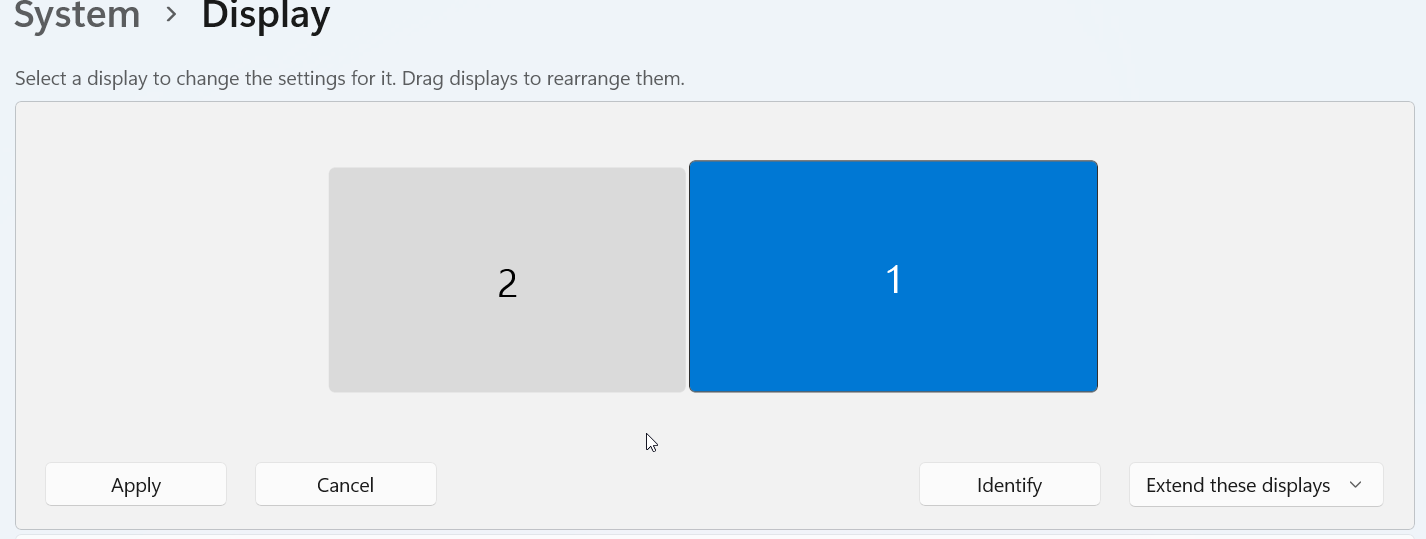 System > Display
Select a display to change the settings for it. Drag displays to rearrange them.
2 1
Apply Cancel Identify Extend these displays